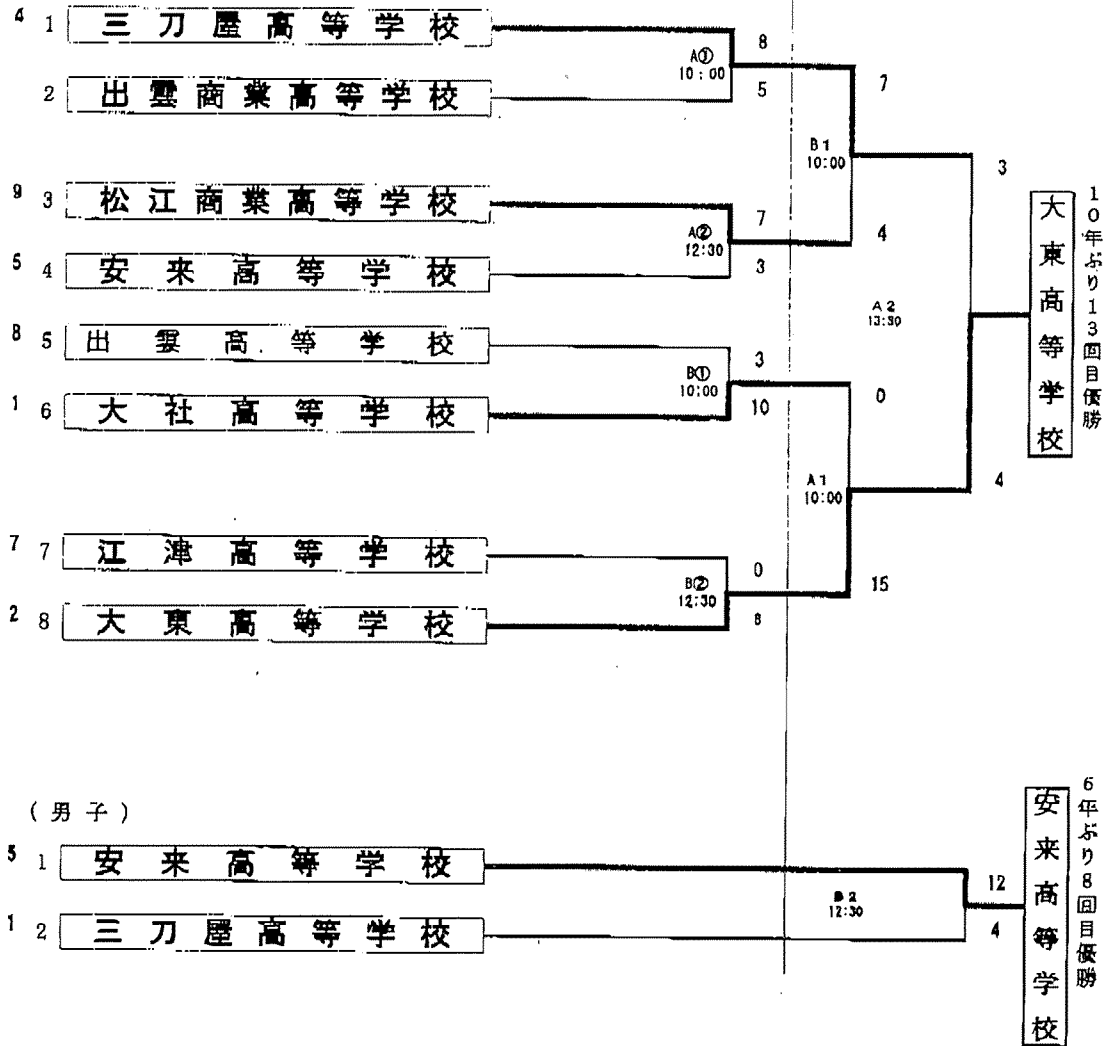 4 1 三刀屋高等学校
A① 10:00
8
5
2 出雲商業高等学校
7
B1 10:00
4
9 3 松江商業高等学校
A② 12:30
7
3
5 4 安来高等学校
3
A2 13:30
4
大東高等学校
10年ぶり13回目優勝
8 5 出雲高等学校
B① 10:00
3
10
1 6 大社高等学校
0
A1 10:00
15
7 7 江津高等学校
B② 12:30
0
8
2 8 大東高等学校
(男子)
5 1 安来高等学校
B2 12:30
12
4
1 2 三刀屋高等学校
安来高等学校
6年ぶり8回目優勝